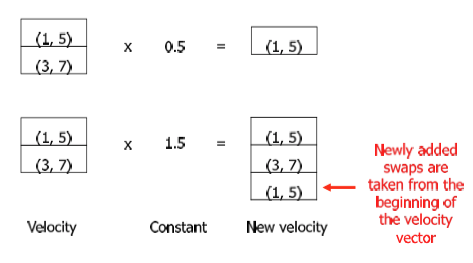 (1, 5)
(3, 7)
x 0.5 =
(1, 5)
(1, 5)
(3, 7)
x 1.5 =
(1, 5)
(3, 7)
(1, 5)
Newly added
swaps are
taken from the
beginning of
the velocity
vector
Velocity
Constant
New velocity